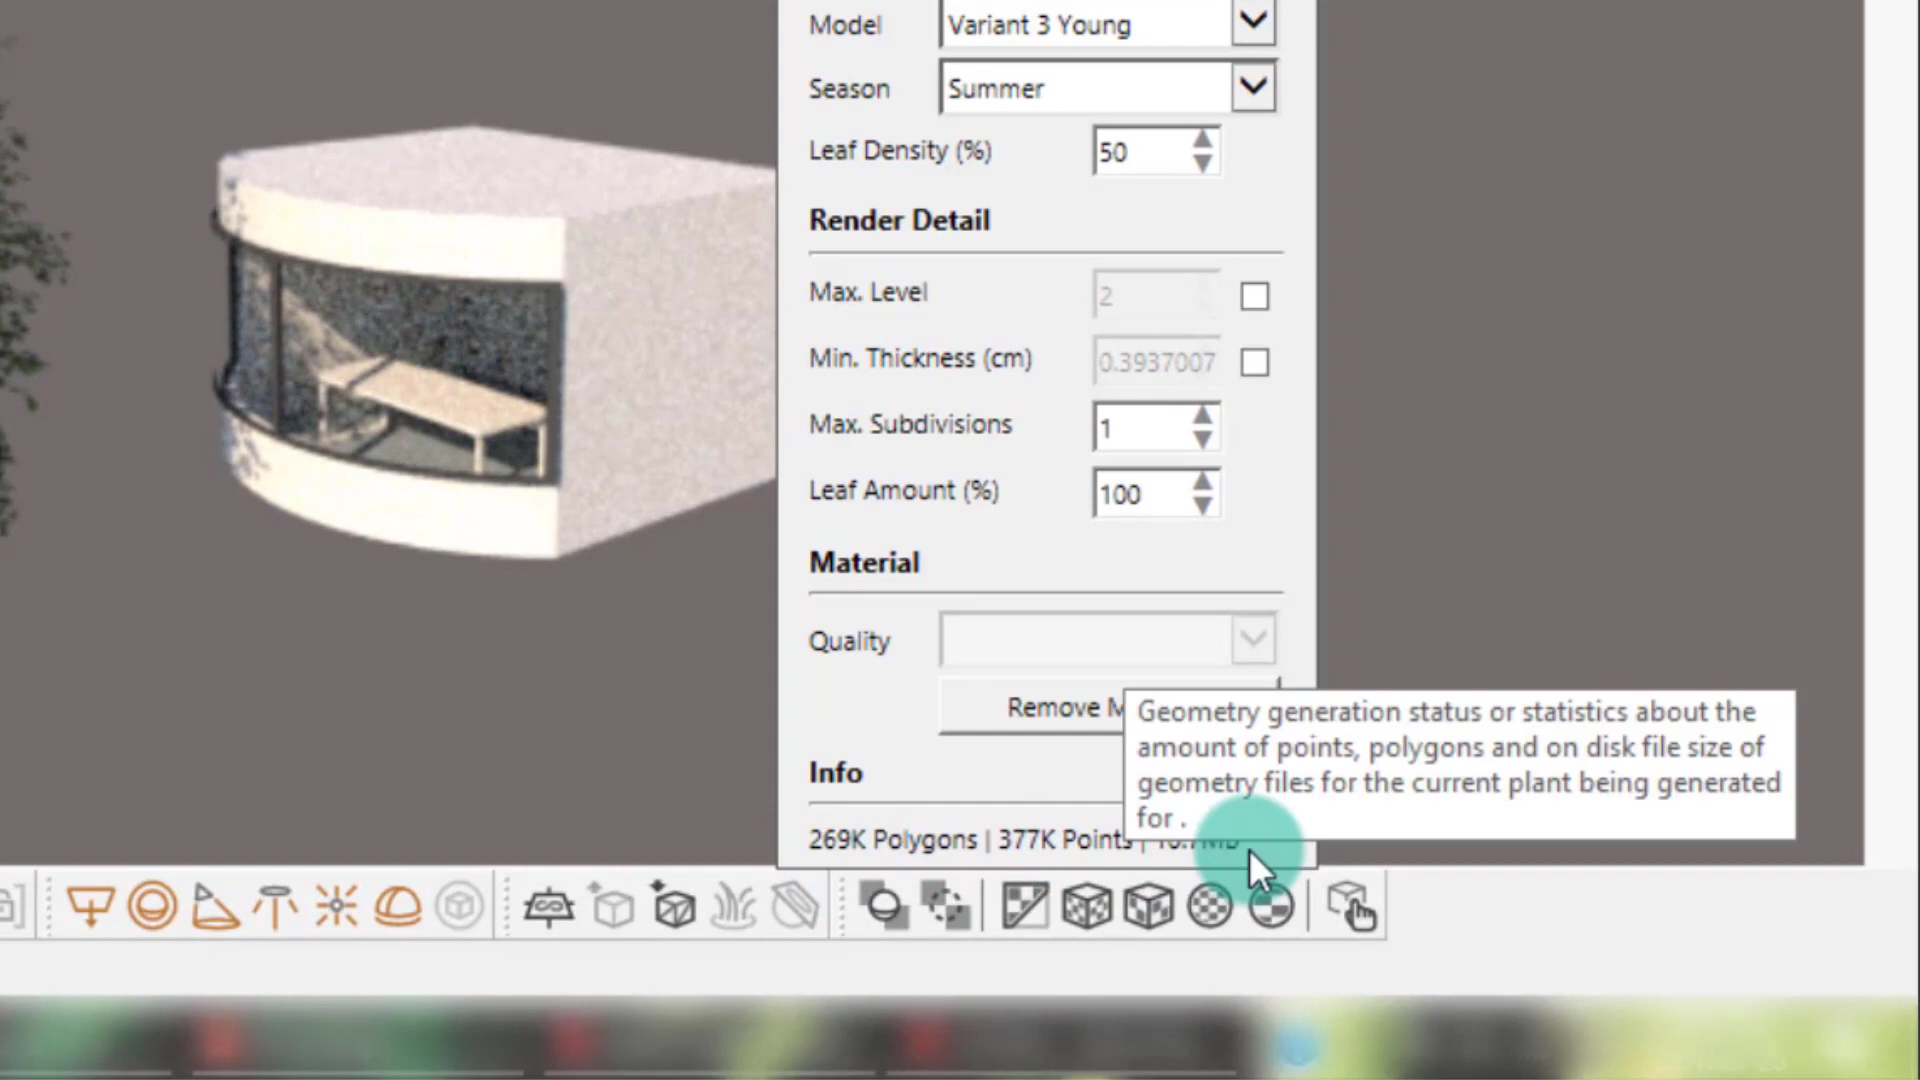 Model
Variant 3 Young
Season
Summer
Leaf Density (%)
50
Render Detail
Max. Level
2
Min. Thickness (cm)
0.3937007
Max. Subdivisions
1
Leaf Amount (%)
100
Material
Quality
Remove
Geometry generation status or statistics about the
amount of points, polygons and on disk file size of
geometry files for the current plant being generated
for .
Info
269K Polygons | 377K Points |